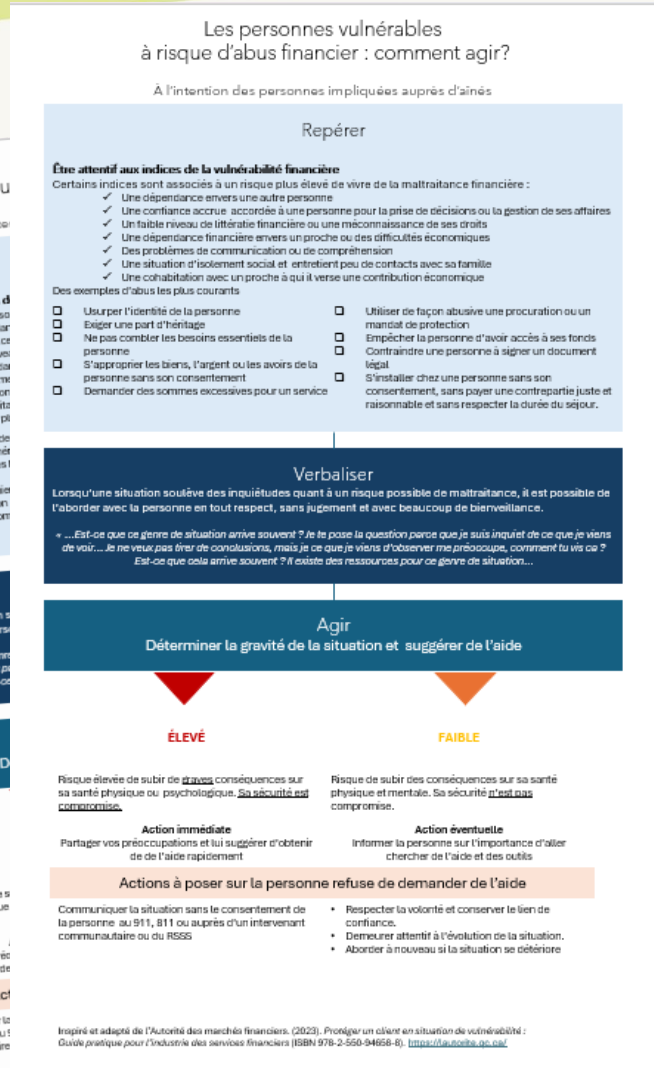 Les personnes vulnérables
à risque d'abus financier : comment agir?
À l'intention des personnes impliquées auprès d'aînés
Repérer
Être attentif aux indices de la vulnérabilité financière
Certains indices sont associés à un risque plus élevé de vivre de la maltraitance financière :
✓ Une dépendance envers une autre personne
✓ Une confiance accrue accordée à une personne pour la prise de décisions ou la gestion de ses affaires
✓ Un faible niveau de littératie financière ou une méconnaissance de ses droits
✓ Une dépendance financière envers un proche ou des difficultés économiques
✓ Des problèmes de communication ou de compréhension
✓ Une situation d'isolement social et entretient peu de contacts avec sa famille
✓ Une cohabitation avec un proche à qui il verse une contribution économique
Des exemples d'abus les plus courants
Usurper l'identité de la personne
Exiger une part d'héritage
Ne pas combler les besoins essentiels de la
personne
S'approprier les biens, l'argent ou les avoirs de la
personne sans son consentement
Demander des sommes excessives pour un service
Utiliser de façon abusive une procuration ou un
mandat de protection
Empêcher la personne d'avoir accès à ses fonds
Contraindre une personne à signer un document
légal
S'installer chez une personne sans son
consentement, sans payer une contrepartie juste et
raisonnable et sans respecter la durée du séjour.
Verbaliser
Lorsqu'une situation soulève des inquiétudes quant à un risque possible de maltraitance, il est possible de
l'aborder avec la personne en tout respect, sans jugement et avec beaucoup de bienveillance.
« ...Est-ce que ce genre de situation arrive souvent ? Je te pose la question parce que je suis inquiet de ce que je viens
de voir... Je ne veux pas tirer de conclusions, mais je ce que je viens d'observer me préoccupe, comment tu vis ca ?
Est-ce que cela arrive souvent ? Il existe des ressources pour ce genre de situation...
Agir
Déterminer la gravité de la situation et suggérer de l'aide
ÉLEVÉ
Risque élevée de subir de graves conséquences sur
sa santé physique ou psychologique. Sa sécurité est
compromise.
Action immédiate
Partager vos préoccupations et lui suggérer d'obtenir
de de l'aide rapidement
FAIBLE
Risque de subir des conséquences sur sa santé
physique et mentale. Sa sécurité n'est pas
compromise.
Action éventuelle
Informer la personne sur l'importance d'aller
chercher de l'aide et des outils
Actions à poser sur la personne refuse de demander de l'aide
Communiquer la situation sans le consentement de
la personne au 911, 811 ou auprès d'un intervenant
communautaire ou du RSSS
• Respecter la volonté et conserver le lien de
confiance.
• Demeurer attentif à l'évolution de la situation.
• Aborder à nouveau si la situation se détériore
Inspiré et adapté de l'Autorité des marchés financiers. (2023). Protéger un client en situation de vulnérabilité :
Guide pratique pour l'industrie des services financiers (ISBN 978-2-550-94658-8). https://lautorite.qc.ca/